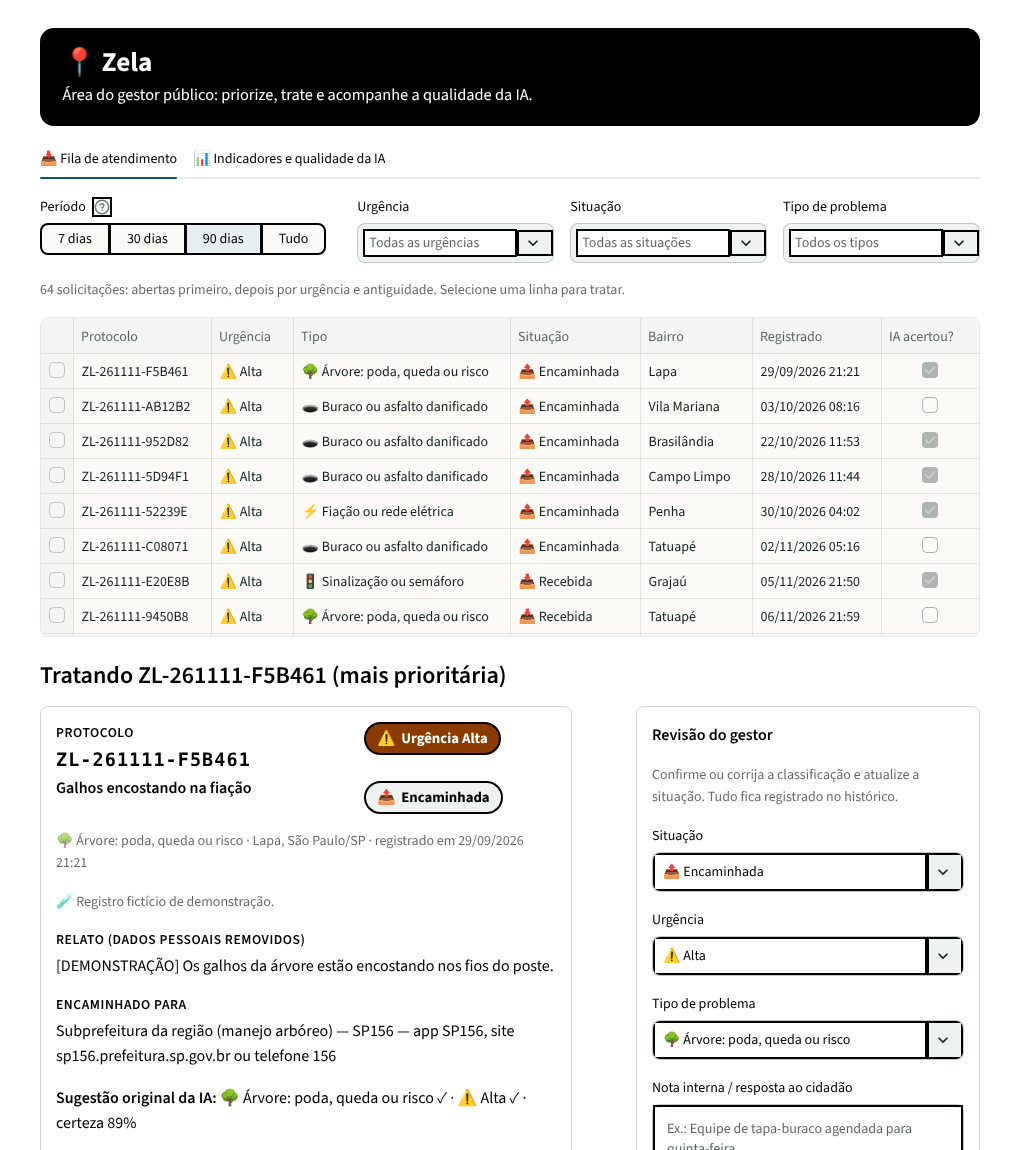 📍 Zela
Área do gestor público: priorize, trate e acompanhe a qualidade da IA.
📥 Fila de atendimento 📊 Indicadores e qualidade da IA
Período ? Urgência Situação Tipo de problema
7 dias 30 dias 90 dias Tudo Todas as urgências Todas as situações Todos os tipos
64 solicitações: abertas primeiro, depois por urgência e antiguidade. Selecione uma linha para tratar.
Protocolo Urgência Tipo Situação Bairro Registrado IA acertou?
ZL-261111-F5B461 ⚠️ Alta 🌳 Árvore: poda, queda ou risco 📤 Encaminhada Lapa 29/09/2026 21:21
ZL-261111-AB12B2 ⚠️ Alta 🕳️ Buraco ou asfalto danificado 📤 Encaminhada Vila Mariana 03/10/2026 08:16
ZL-261111-952D82 ⚠️ Alta 🕳️ Buraco ou asfalto danificado 📤 Encaminhada Brasilândia 22/10/2026 11:53
ZL-261111-5D94F1 ⚠️ Alta 🕳️ Buraco ou asfalto danificado 📤 Encaminhada Campo Limpo 28/10/2026 11:44
ZL-261111-52239E ⚠️ Alta ⚡ Fiação ou rede elétrica 📤 Encaminhada Penha 30/10/2026 04:02
ZL-261111-C08071 ⚠️ Alta 🕳️ Buraco ou asfalto danificado 📤 Encaminhada Tatuapé 02/11/2026 05:16
ZL-261111-E20E8B ⚠️ Alta 🚦 Sinalização ou semáforo 📥 Recebida Grajaú 05/11/2026 21:50
ZL-261111-9450B8 ⚠️ Alta 🌳 Árvore: poda, queda ou risco 📥 Recebida Tatuapé 06/11/2026 21:59
Tratando ZL-261111-F5B461 (mais prioritária)
PROTOCOLO
ZL-261111-F5B461
Galhos encostando na fiação
⚠️ Urgência Alta
📤 Encaminhada
🌳 Árvore: poda, queda ou risco · Lapa, São Paulo/SP · registrado em 29/09/2026
21:21
🧪 Registro fictício de demonstração.
RELATO (DADOS PESSOAIS REMOVIDOS)
[DEMONSTRAÇÃO] Os galhos da árvore estão encostando nos fios do poste.
ENCAMINHADO PARA
Subprefeitura da região (manejo arbóreo) — SP156 — app SP156, site
sp156.prefeitura.sp.gov.br ou telefone 156
Sugestão original da IA: 🌳 Árvore: poda, queda ou risco ✓ · ⚠️ Alta ✓ ·
certeza 89%
Revisão do gestor
Confirme ou corrija a classificação e atualize a
situação. Tudo fica registrado no histórico.
Situação
📤 Encaminhada
Urgência
⚠️ Alta
Tipo de problema
🌳 Árvore: poda, queda ou risco
Nota interna / resposta ao cidadão
Ex.: Equipe de tapa-buraco agendada para
quinta-feira